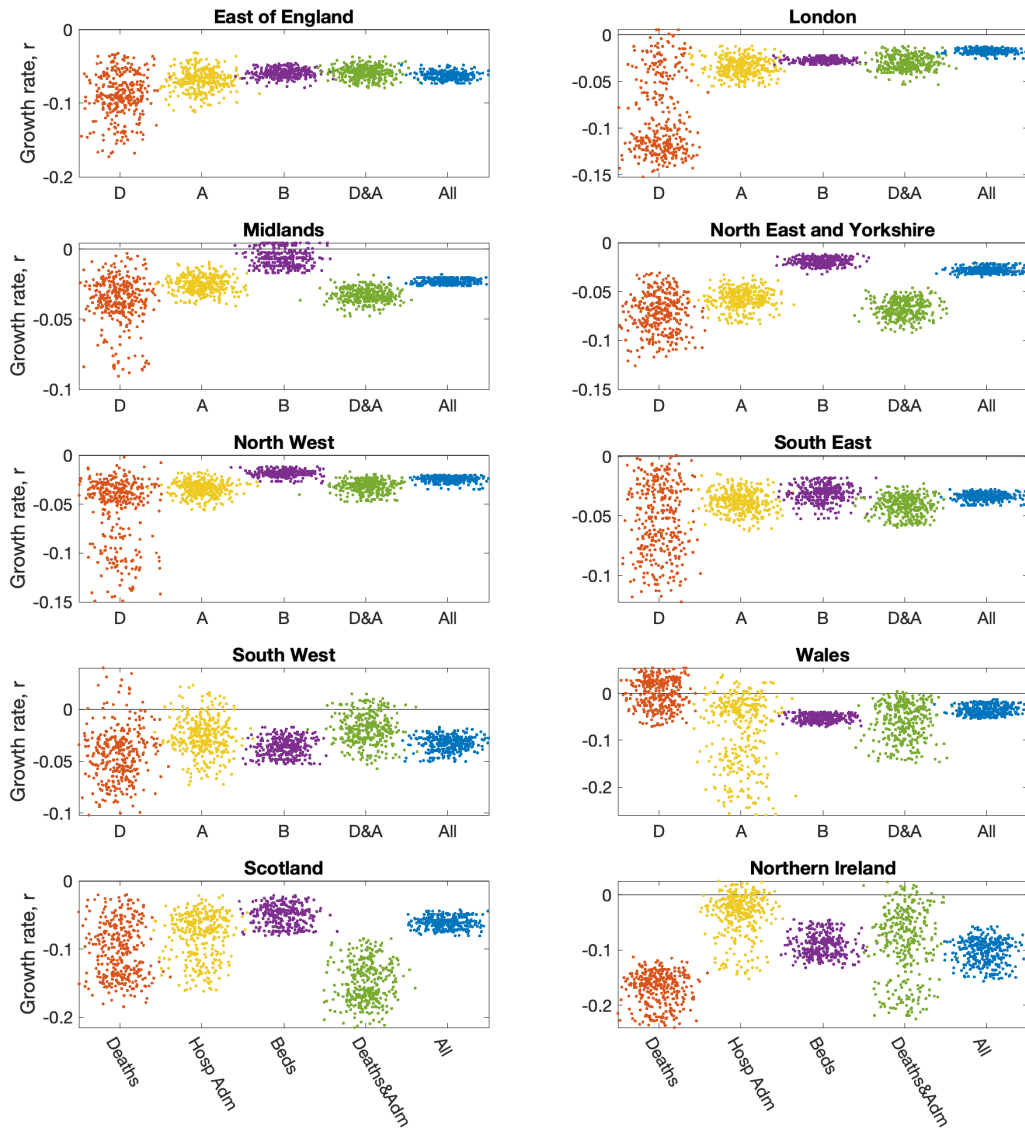 East of England
0
-0.1
-0.2
Growth rate, r
D A B D&A All
London
0
-0.05
-0.1
-0.15
D A B D&A All
Midlands
0
-0.05
-0.1
Growth rate, r
D A B D&A All
North East and Yorkshire
0
-0.05
-0.1
-0.15
D A B D&A All
North West
0
-0.05
-0.1
-0.15
Growth rate, r
D A B D&A All
South East
0
-0.05
-0.1
D A B D&A All
South West
0
-0.05
-0.1
Growth rate, r
D A B D&A All
Wales
0
-0.1
-0.2
D A B D&A All
Scotland
0
-0.1
-0.2
Growth rate, r
Deaths Hosp Adm Beds Deaths&Adm All
Northern Ireland
0
-0.1
-0.2
Deaths Hosp Adm Beds Deaths&Adm All